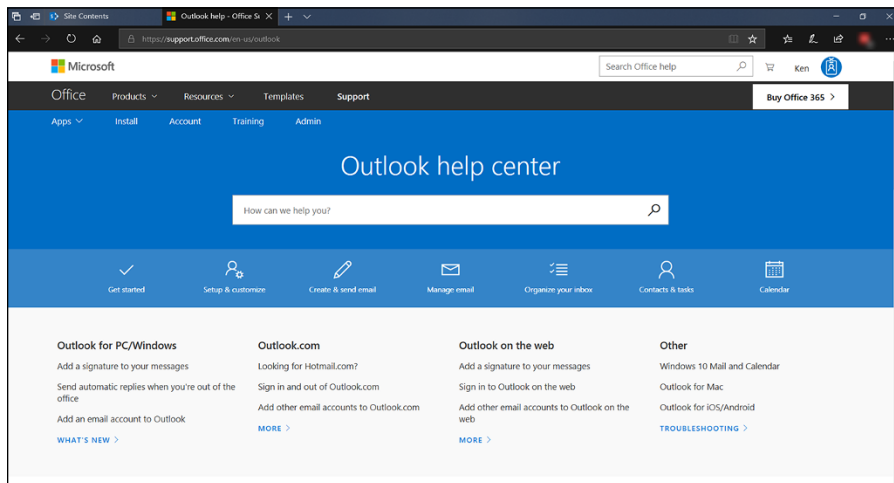 Site Contents
Outlook help - Office Su
https://support.office.com/en-us/outlook
Microsoft
Search Office help
Ken
Office
Products
Resources
Templates
Support
Buy Office 365 >
Apps
Install
Account
Training
Admin
Outlook help center
How can we help you?
Get started
Setup & customize
Create & send email
Manage email
Organize your inbox
Contacts & tasks
Calendar
Outlook for PC/Windows
Add a signature to your messages
Send automatic replies when you're out of the
office
Add an email account to Outlook
WHAT'S NEW >
Outlook.com
Looking for Hotmail.com?
Sign in and out of Outlook.com
Add other email accounts to Outlook.com
MORE >
Outlook on the web
Add a signature to your messages
Sign in to Outlook on the web
Add other email accounts to Outlook on the
web
MORE >
Other
Windows 10 Mail and Calendar
Outlook for Mac
Outlook for iOS/Android
TROUBLESHOOTING >